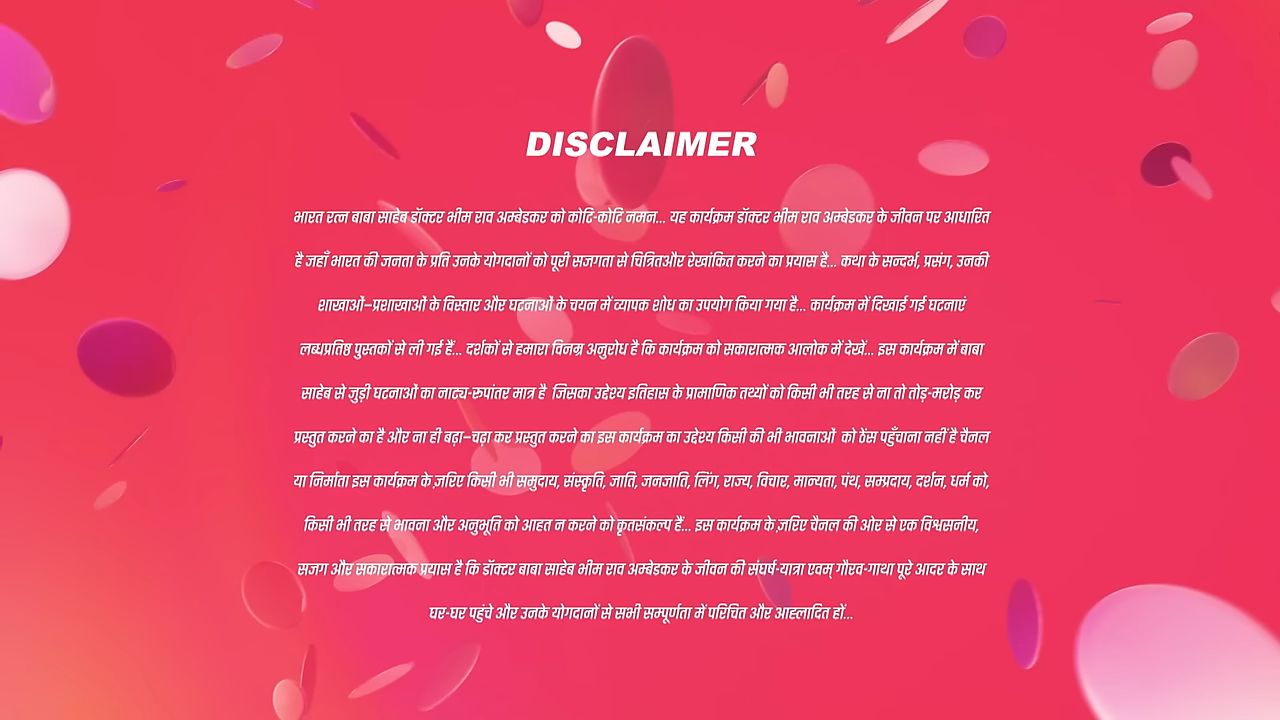 DISCLAIMER
भारत रत्न बाबा साहेब डॉक्टर भीम राव अम्बेडकर को कोटि-कोटि नमन... यह कार्यक्रम डॉक्टर भीम राव अम्बेडकर के जीवन पर आधारित
है जहाँ भारत की जनता के प्रति उनके योगदानों को पूरी सजगता से चित्रितऔर रेखांकित करने का प्रयास है... कथा के सन्दर्भ, प्रसंग, उनकी
शाखाओं–प्रशाखाओं के विस्तार और घटनाओं के चयन में व्यापक शोध का उपयोग किया गया है... कार्यक्रम में दिखाई गई घटनाएं
लब्धप्रतिष्ठ पुस्तकों से ली गई हैं... दर्शकों से हमारा विनम्र अनुरोध है कि कार्यक्रम को सकारात्मक आलोक में देखें... इस कार्यक्रम में बाबा
साहेब से जुड़ी घटनाओं का नाट्य-रूपांतर मात्र है जिसका उद्देश्य इतिहास के प्रामाणिक तथ्यों को किसी भी तरह से ना तो तोड़-मरोड़ कर
प्रस्तुत करने का है और ना ही बढ़ा–चढ़ा कर प्रस्तुत करने का इस कार्यक्रम का उद्देश्य किसी की भी भावनाओं को ठेंस पहुँचाना नहीं है चैनल
या निर्माता इस कार्यक्रम के ज़रिए किसी भी समुदाय, संस्कृति, जाति, जनजाति, लिंग, राज्य, विचार, मान्यता, पंथ, सम्प्रदाय, दर्शन, धर्म को,
किसी भी तरह से भावना और अनुभूति को आहत न करने को कृतसंकल्प हैं... इस कार्यक्रम के ज़रिए चैनल की ओर से एक विश्वसनीय,
सजग और सकारात्मक प्रयास है कि डॉक्टर बाबा साहेब भीम राव अम्बेडकर के जीवन की संघर्ष-यात्रा एवम् गौरव-गाथा पूरे आदर के साथ
घर-घर पहुंचे और उनके योगदानों से सभी सम्पूर्णता में परिचित और आह्लादित हों...